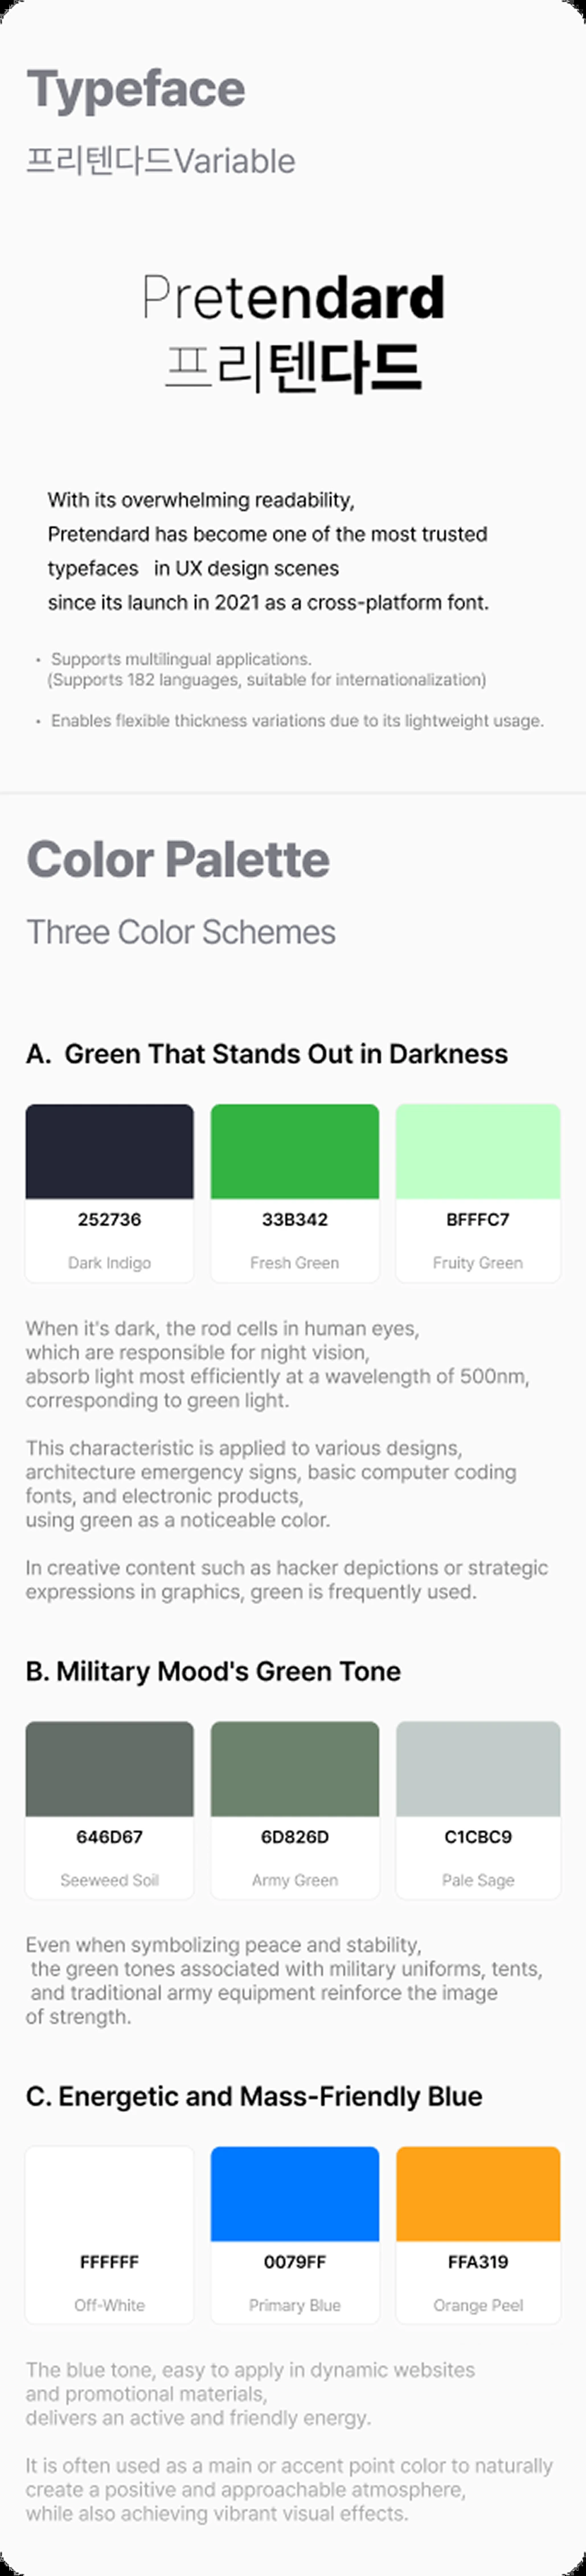 Typeface
프리텐다드Variable
Pretendard
프리텐다드
With its overwhelming readability,
Pretendard has become one of the most trusted
typefaces in UX design scenes
since its launch in 2021 as a cross-platform font.
• Supports multilingual applications.
(Supports 182 languages, suitable for internationalization)
• Enables flexible thickness variations due to its lightweight usage.
Color Palette
Three Color Schemes
A. Green That Stands Out in Darkness
252736 33B342 BFFFC7
Dark Indigo Fresh Green Fruity Green
When it's dark, the rod cells in human eyes,
which are responsible for night vision,
absorb light most efficiently at a wavelength of 500nm,
corresponding to green light.
This characteristic is applied to various designs,
architecture emergency signs, basic computer coding
fonts, and electronic products,
using green as a noticeable color.
In creative content such as hacker depictions or strategic
expressions in graphics, green is frequently used.
B. Military Mood's Green Tone
646D67 6D826D C1CBC9
Seeweed Soil Army Green Pale Sage
Even when symbolizing peace and stability,
the green tones associated with military uniforms, tents,
and traditional army equipment reinforce the image
of strength.
C. Energetic and Mass-Friendly Blue
FFFFFF 0079FF FFA319
Off-White Primary Blue Orange Peel
The blue tone, easy to apply in dynamic websites
and promotional materials,
delivers an active and friendly energy.
It is often used as a main or accent point color to naturally
create a positive and approachable atmosphere,
while also achieving vibrant visual effects.